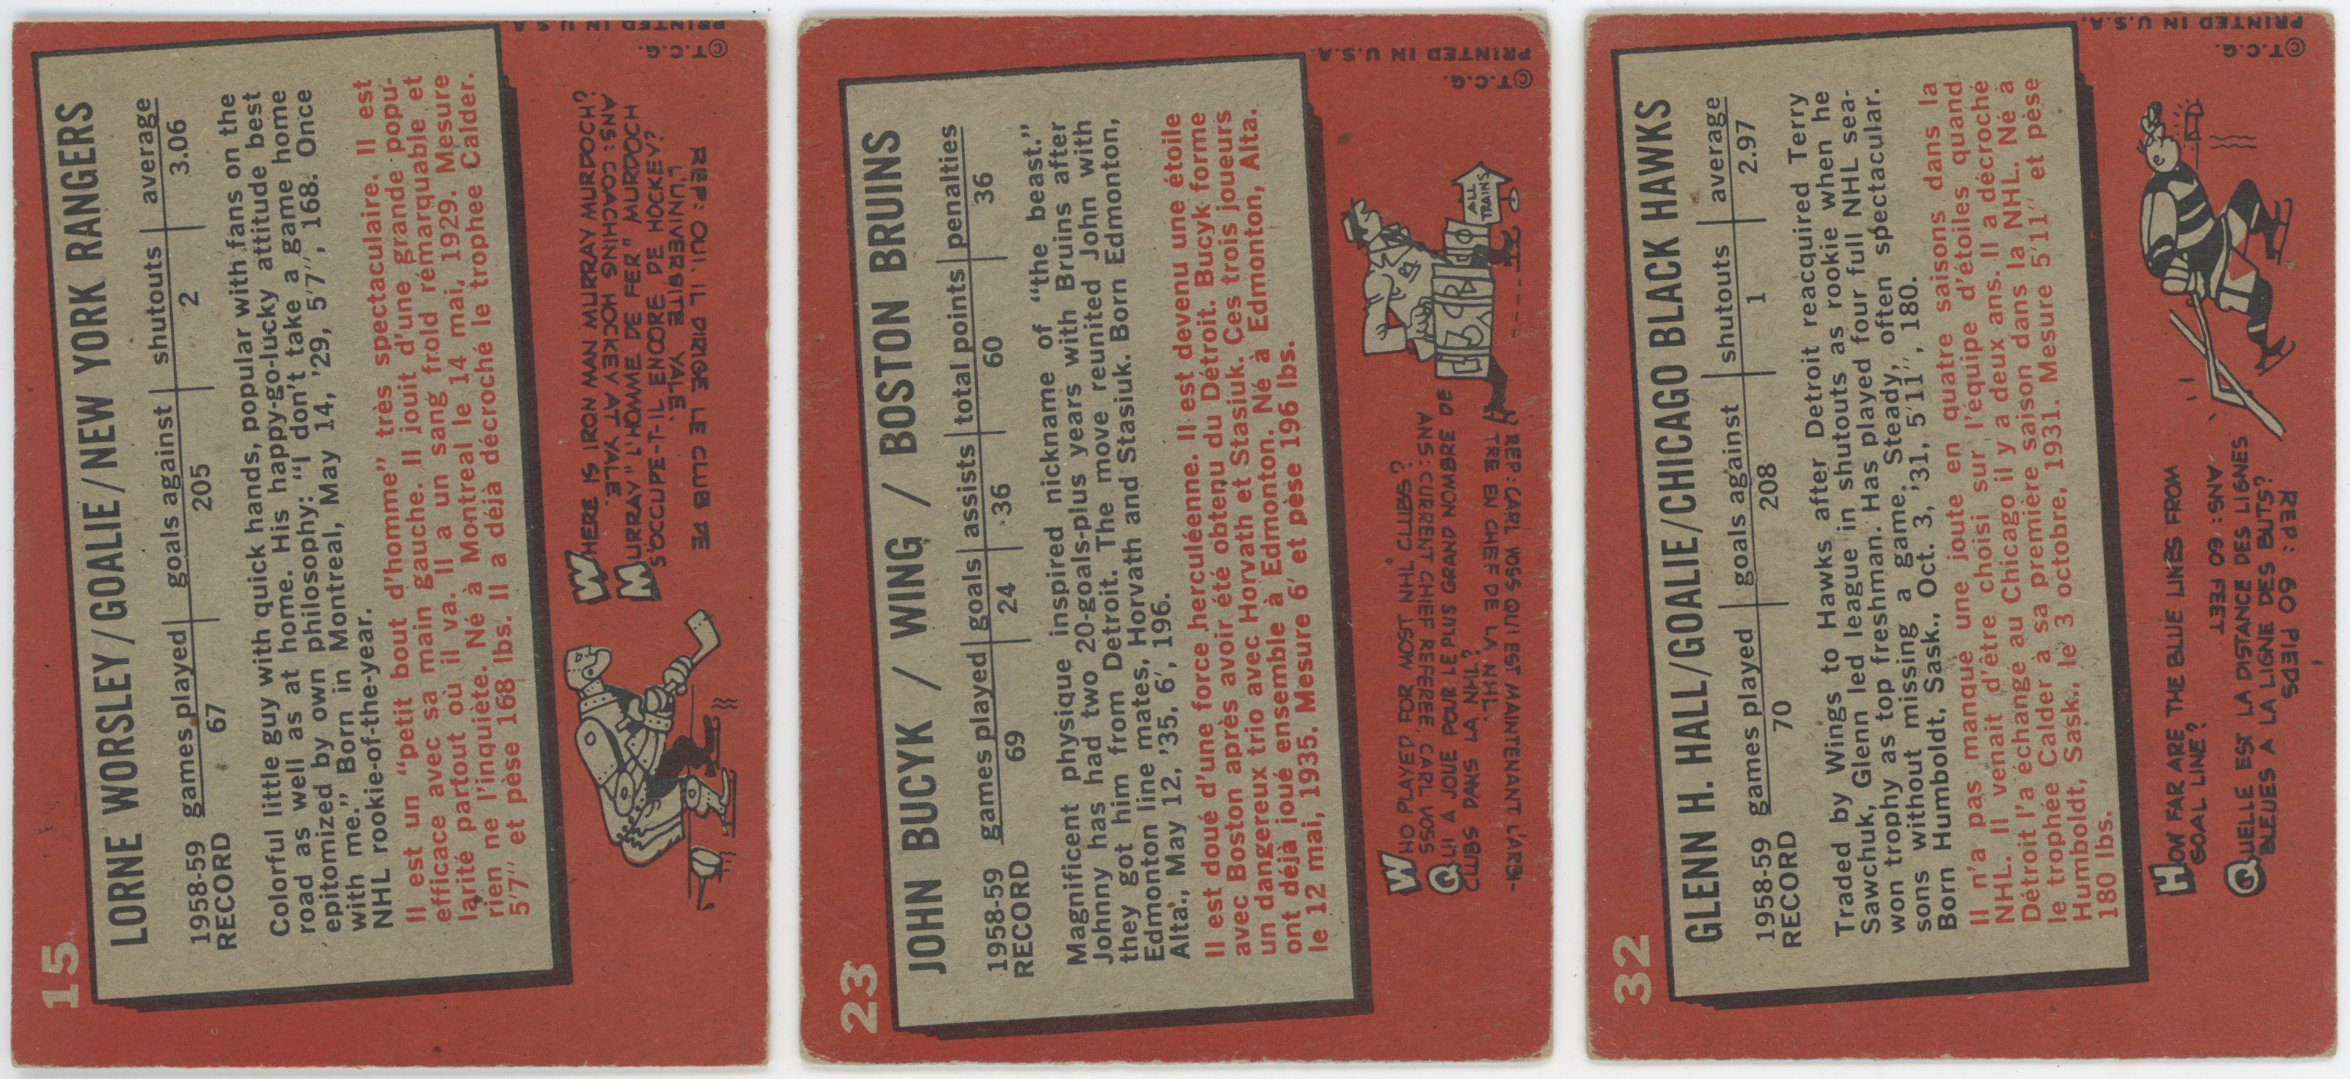 15
LORNE WORSLEY/GOALIE/NEW YORK RANGERS
1958-59 games played goals against shutouts average
RECORD 67 205 2 3.06
Colorful little guy with quick hands, popular with fans on the
road as well as at home. His happy-go-lucky attitude best
epitomized by own philosophy: "I don't take a game home
with me." Born in Montreal, May 14, '29, 5'7", 168. Once
NHL rookie-of-the-year.
Il est un "petit bout d'homme" très spectaculaire. Il est
efficace avec sa main gauche. Il jouit d'une grande popu-
larité partout où il va. Il a un sang froid rémarquable et
rien ne l'inquiète. Né à Montreal le 14 mai, 1929. Mesure
5'7" et pèse 168 lbs. Il a déjà décroché le trophee Calder.
WHERE IS IRON MAN MURRAY MURDOCH?
ANS: COACHING HOCKEY AT YALE.
MURRAY "L'HOMME DE FER" MURDOCH
S'OCCUPE-T-IL ENCORE DE HOCKEY?
REP: OUI. IL DIRIGE LE CLUB DE
L'UNIVERSITE YALE.
©T.C.G.
PRINTED IN U.S.A
23
JOHN BUCYK / WING / BOSTON BRUINS
1958-59 games played goals assists total points penalties
RECORD 69 24 36 60 36
Magnificent physique inspired nickname of "the beast."
Johnny has had two 20-goals-plus years with Bruins after
they got him from Detroit. The move reunited John with
Edmonton line mates, Horvath and Stasiuk. Born Edmonton,
Alta., May 12, '35, 6', 196.
Il est doué d'une force herculéenne. Il est devenu une étoile
avec Boston après avoir été obtenu du Détroit. Bucyk forme
un dangereux trio avec Horvath et Stasiuk. Ces trois joueurs
ont déjà joué ensemble à Edmonton. Né à Edmonton, Alta.
le 12 mai, 1935. Mesure 6' et pèse 196 lbs.
WHO PLAYED FOR MOST NHL CLUBS?
ANS: CURRENT CHIEF REFEREE, CARL VOSS
QUI A JOUE POUR LE PLUS GRAND NOMBRE DE
CLUBS DANS LA NHL?
REP: CARL VOSS QUI EST MAINTENANT L'ARBI-
TRE EN CHEF DE LA NHL.
ALL
TRAINS
©T.C.G.
PRINTED IN U.S.A.
32
GLENN H. HALL/GOALIE/CHICAGO BLACK HAWKS
1958-59 games played goals against shutouts average
RECORD 70 208 1 2.97
Traded by Wings to Hawks after Detroit reacquired Terry
Sawchuk, Glenn led league in shutouts as rookie when he
won trophy as top freshman. Has played four full NHL sea-
sons without missing a game. Steady, often spectacular.
Born Humboldt, Sask., Oct. 3, '31, 5'11", 180.
Il n'a pas manque une joute en quatre saisons dans la
NHL. Il venait d'être choisi sur l'équipe d'étoiles quand
Détroit l'a échange au Chicago il y a deux ans. Il a décroché
le trophée Calder à sa première saison dans la NHL. Né à
Humboldt, Sask., le 3 octobre, 1931. Mesure 5'11" et pèse
180 lbs.
HOW FAR ARE THE BLUE LINES FROM
GOAL LINE?
ANS: 60 FEET
QUELLE EST LA DISTANCE DES LIGNES
BLEUES A LA LIGNE DES BUTS?
REP: 60 PIEDS
©T.C.G.
PRINTED IN U.S.A.